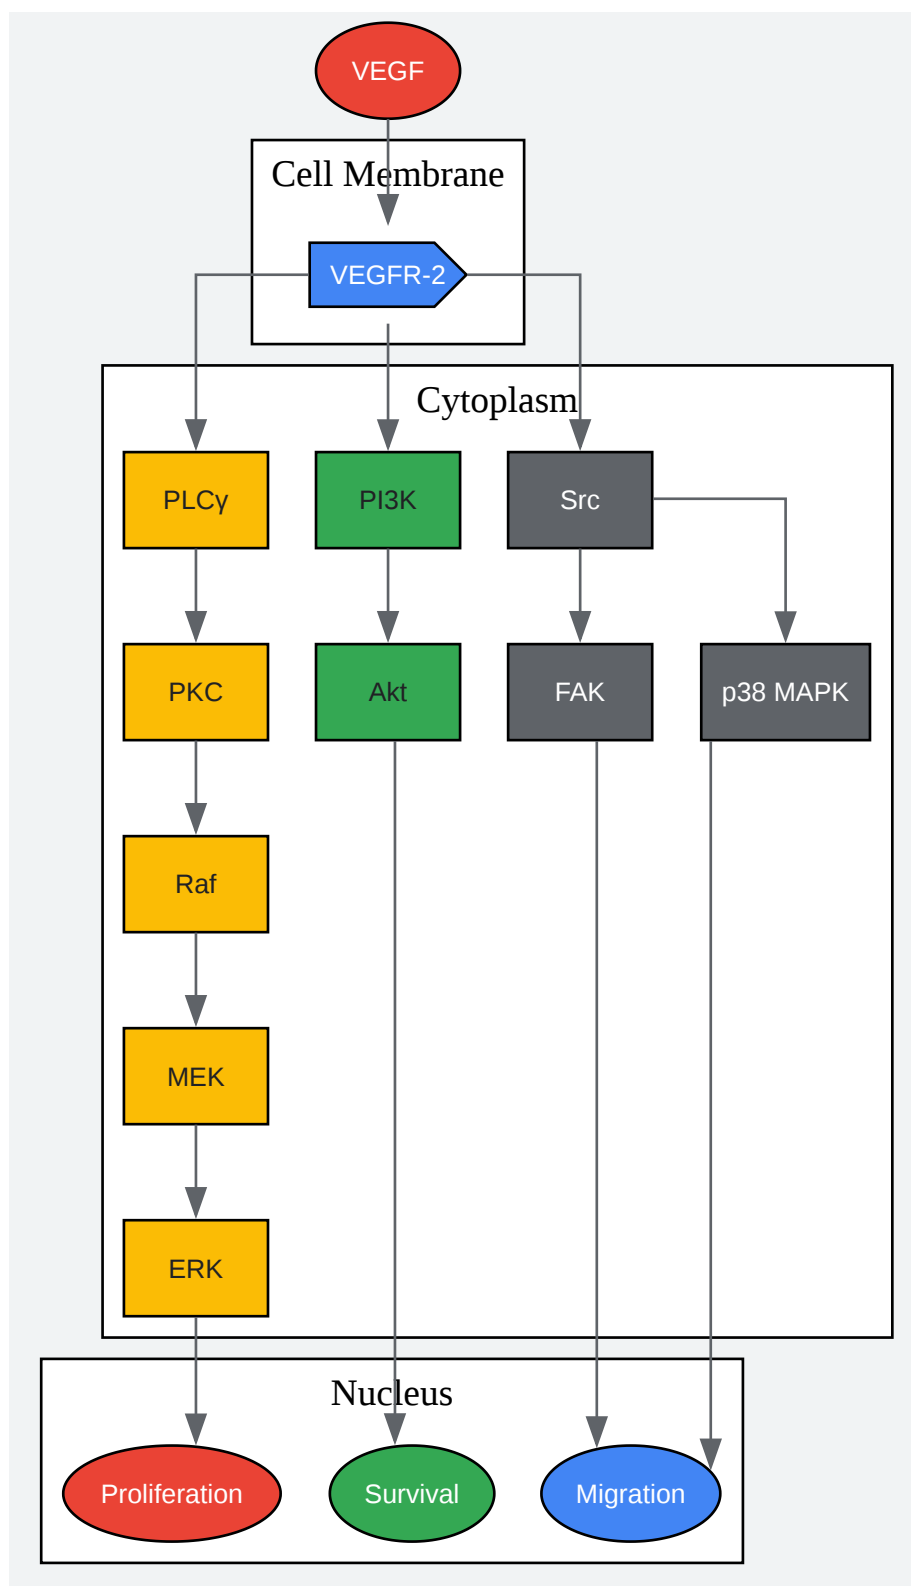 VEGF
Cell Membrane
VEGFR-2
Cytoplasm
PLCγ
PI3K
Src
PKC
Akt
FAK
p38 MAPK
Raf
MEK
ERK
Nucleus
Proliferation
Survival
Migration